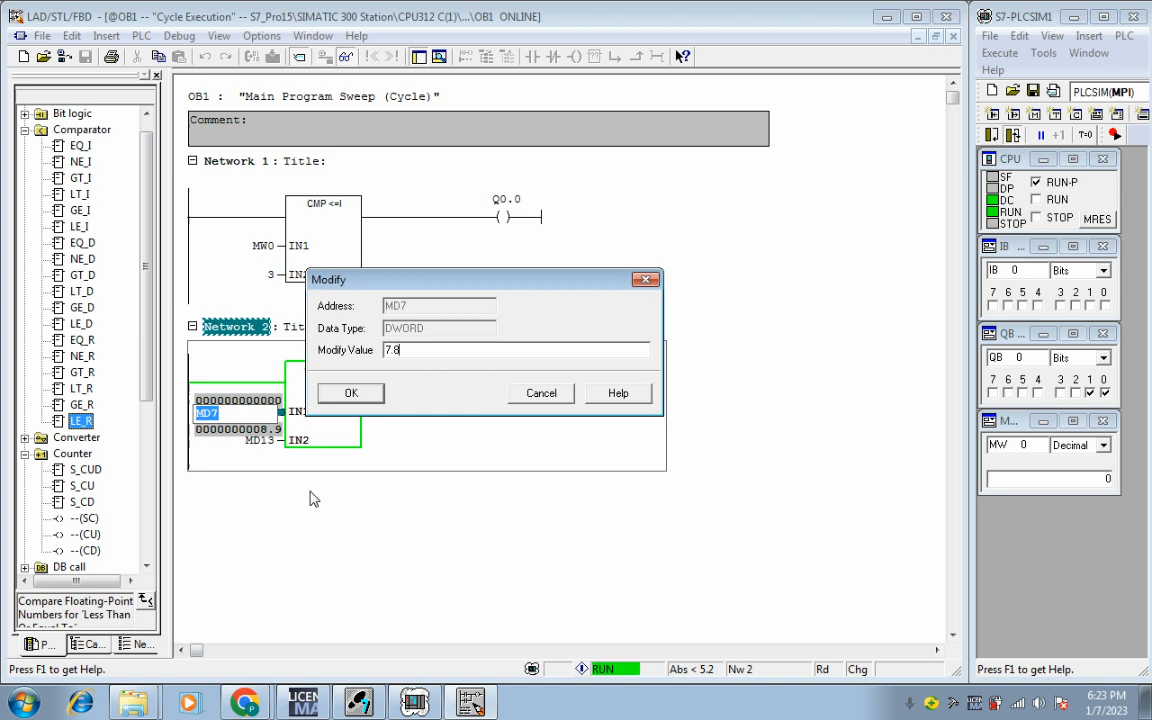 LAD/STL/FBD - [@OB1 -- "Cycle Execution" -- S7_Pro15\SIMATIC 300 Station\CPU312 C(1)\...\OB1 ONLINE]
File Edit Insert PLC Debug View Options Window Help
Bit logic
Comparator
EQ_I
NE_I
GT_I
LT_I
GE_I
LE_I
EQ_D
NE_D
GT_D
LT_D
GE_D
LE_D
EQ_R
NE_R
GT_R
LT_R
GE_R
LE_R
Converter
Counter
S_CUD
S_CU
S_CD
--(SC)
--(CU)
--(CD)
DB call
Compare Floating-Point
Numbers for 'Less Than
P... Ca... Ne...
OB1 : "Main Program Sweep (Cycle)"
Comment:
Network 1 : Title:
CMP <=I
Q0.0
( )
MW0 IN1
3 IN2
Network 2 : Tit
000000000000
MD7 IN1
0000000008.9
MD13 IN2
Modify
Address: MD7
Data Type: DWORD
Modify Value 7.8
OK Cancel Help
Press F1 to get Help.
RUN Abs < 5.2 Nw 2 Rd Chg
S7-PLCSIM1
File Edit View Insert PLC
Execute Tools Window
Help
PLCSIM(MPI)
+1 T=0
CPU
SF
DP
DC
RUN
STOP
RUN-P
RUN
STOP MRES
IB ...
IB 0 Bits
7 6 5 4 3 2 1 0
QB ...
QB 0 Bits
7 6 5 4 3 2 1 0
M...
MW 0 Decimal
0
Press F1 to get Help.
LICEN
HMA
6:23 PM
1/7/2023